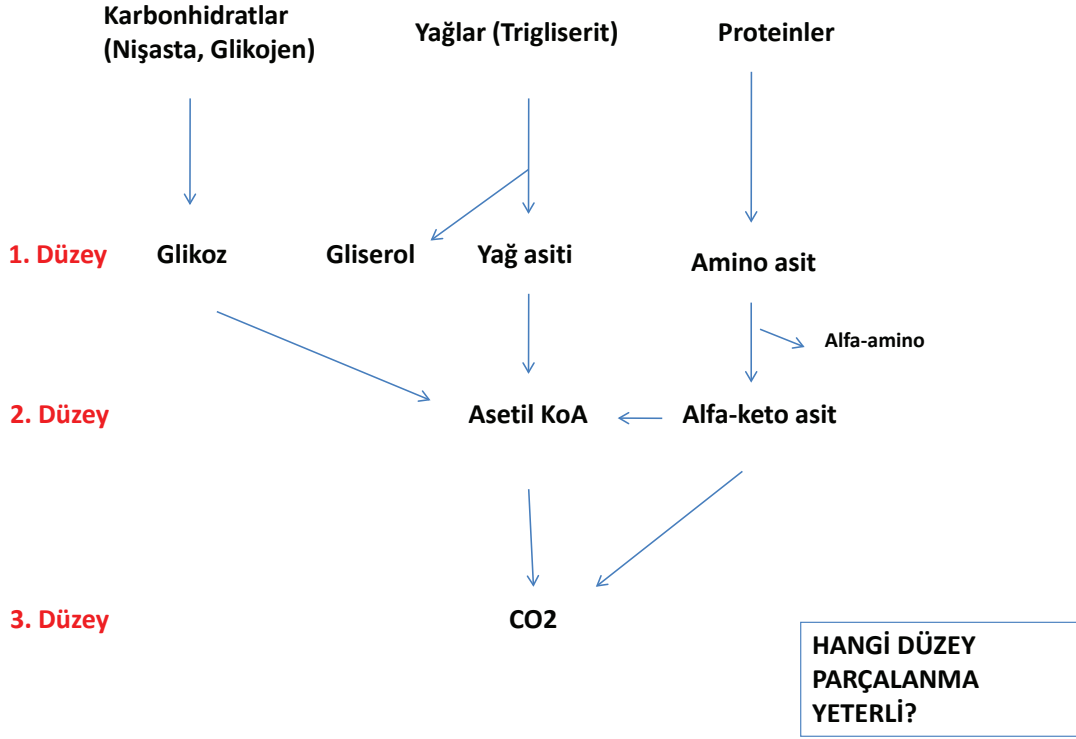 Karbonhidratlar
(Nişasta, Glikojen)
Yağlar (Trigliserit)
Proteinler
1. Düzey
Glikoz
Gliserol
Yağ asiti
Amino asit
Alfa-amino
2. Düzey
Asetil KoA
Alfa-keto asit
3. Düzey
CO2
HANGİ DÜZEY
PARÇALANMA
YETERLİ?